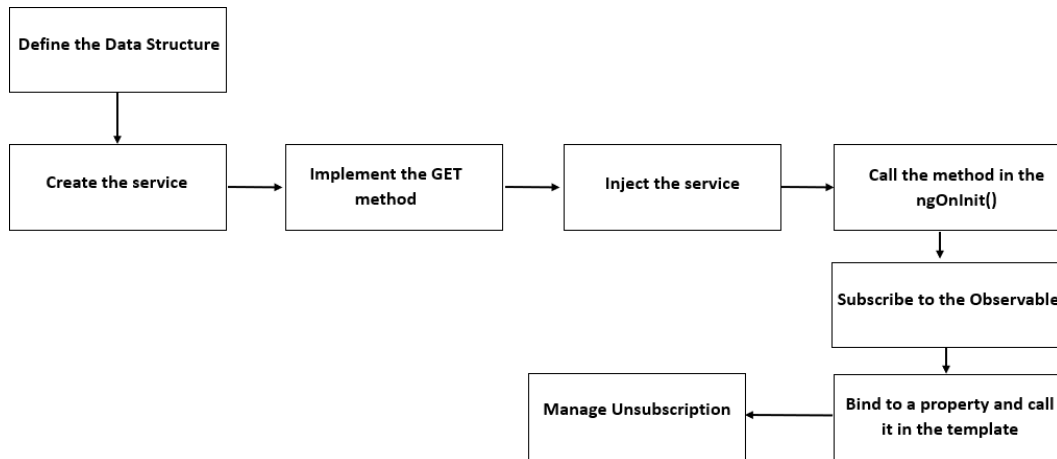 Define the Data Structure
Create the service
Implement the GET
method
Inject the service
Call the method in the
ngOnInit()
Subscribe to the Observable
Bind to a property and call
it in the template
Manage Unsubscription